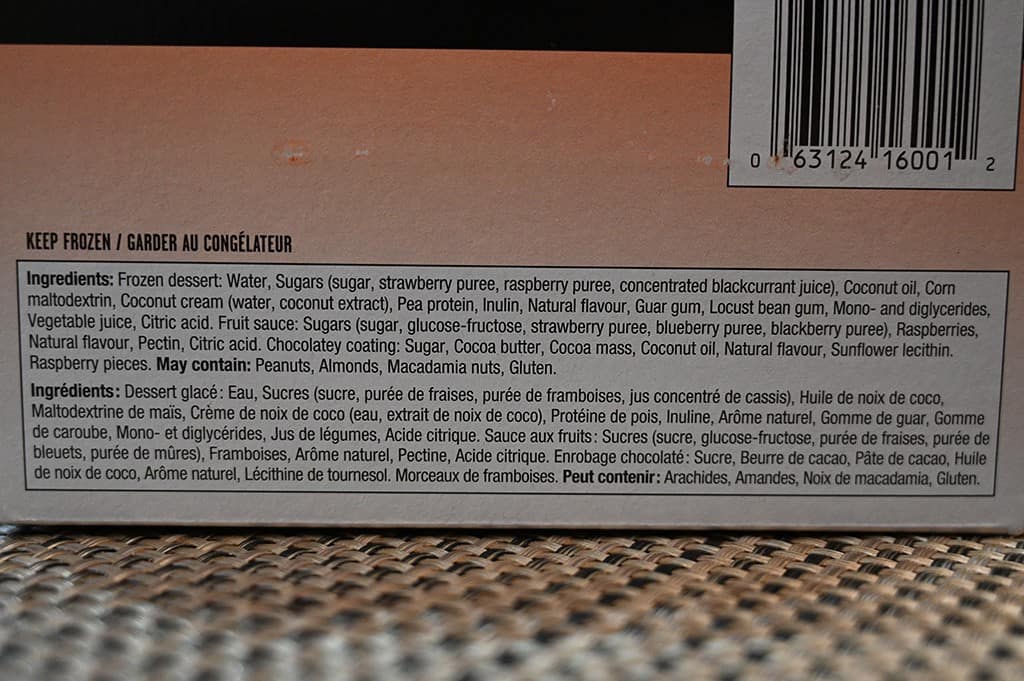 0 63124 16001 2
KEEP FROZEN / GARDER AU CONGÉLATEUR
Ingredients: Frozen dessert: Water, Sugars (sugar, strawberry puree, raspberry puree, concentrated blackcurrant juice), Coconut oil, Corn
maltodextrin, Coconut cream (water, coconut extract), Pea protein, Inulin, Natural flavour, Guar gum, Locust bean gum, Mono- and diglycerides,
Vegetable juice, Citric acid. Fruit sauce: Sugars (sugar, glucose-fructose, strawberry puree, blueberry puree, blackberry puree), Raspberries,
Natural flavour, Pectin, Citric acid. Chocolatey coating: Sugar, Cocoa butter, Cocoa mass, Coconut oil, Natural flavour, Sunflower lecithin.
Raspberry pieces. May contain: Peanuts, Almonds, Macadamia nuts, Gluten.
Ingrédients: Dessert glacé: Eau, Sucres (sucre, purée de fraises, purée de framboises, jus concentré de cassis), Huile de noix de coco,
Maltodextrine de maïs, Crème de noix de coco (eau, extrait de noix de coco), Protéine de pois, Inuline, Arôme naturel, Gomme de guar, Gomme
de caroube, Mono- et diglycérides, Jus de légumes, Acide citrique. Sauce aux fruits: Sucres (sucre, glucose-fructose, purée de fraises, purée de
bleuets, purée de mûres), Framboises, Arôme naturel, Pectine, Acide citrique. Enrobage chocolaté: Sucre, Beurre de cacao, Pâte de cacao, Huile
de noix de coco, Arôme naturel, Lécithine de tournesol. Morceaux de framboises. Peut contenir: Arachides, Amandes, Noix de macadamia, Gluten.